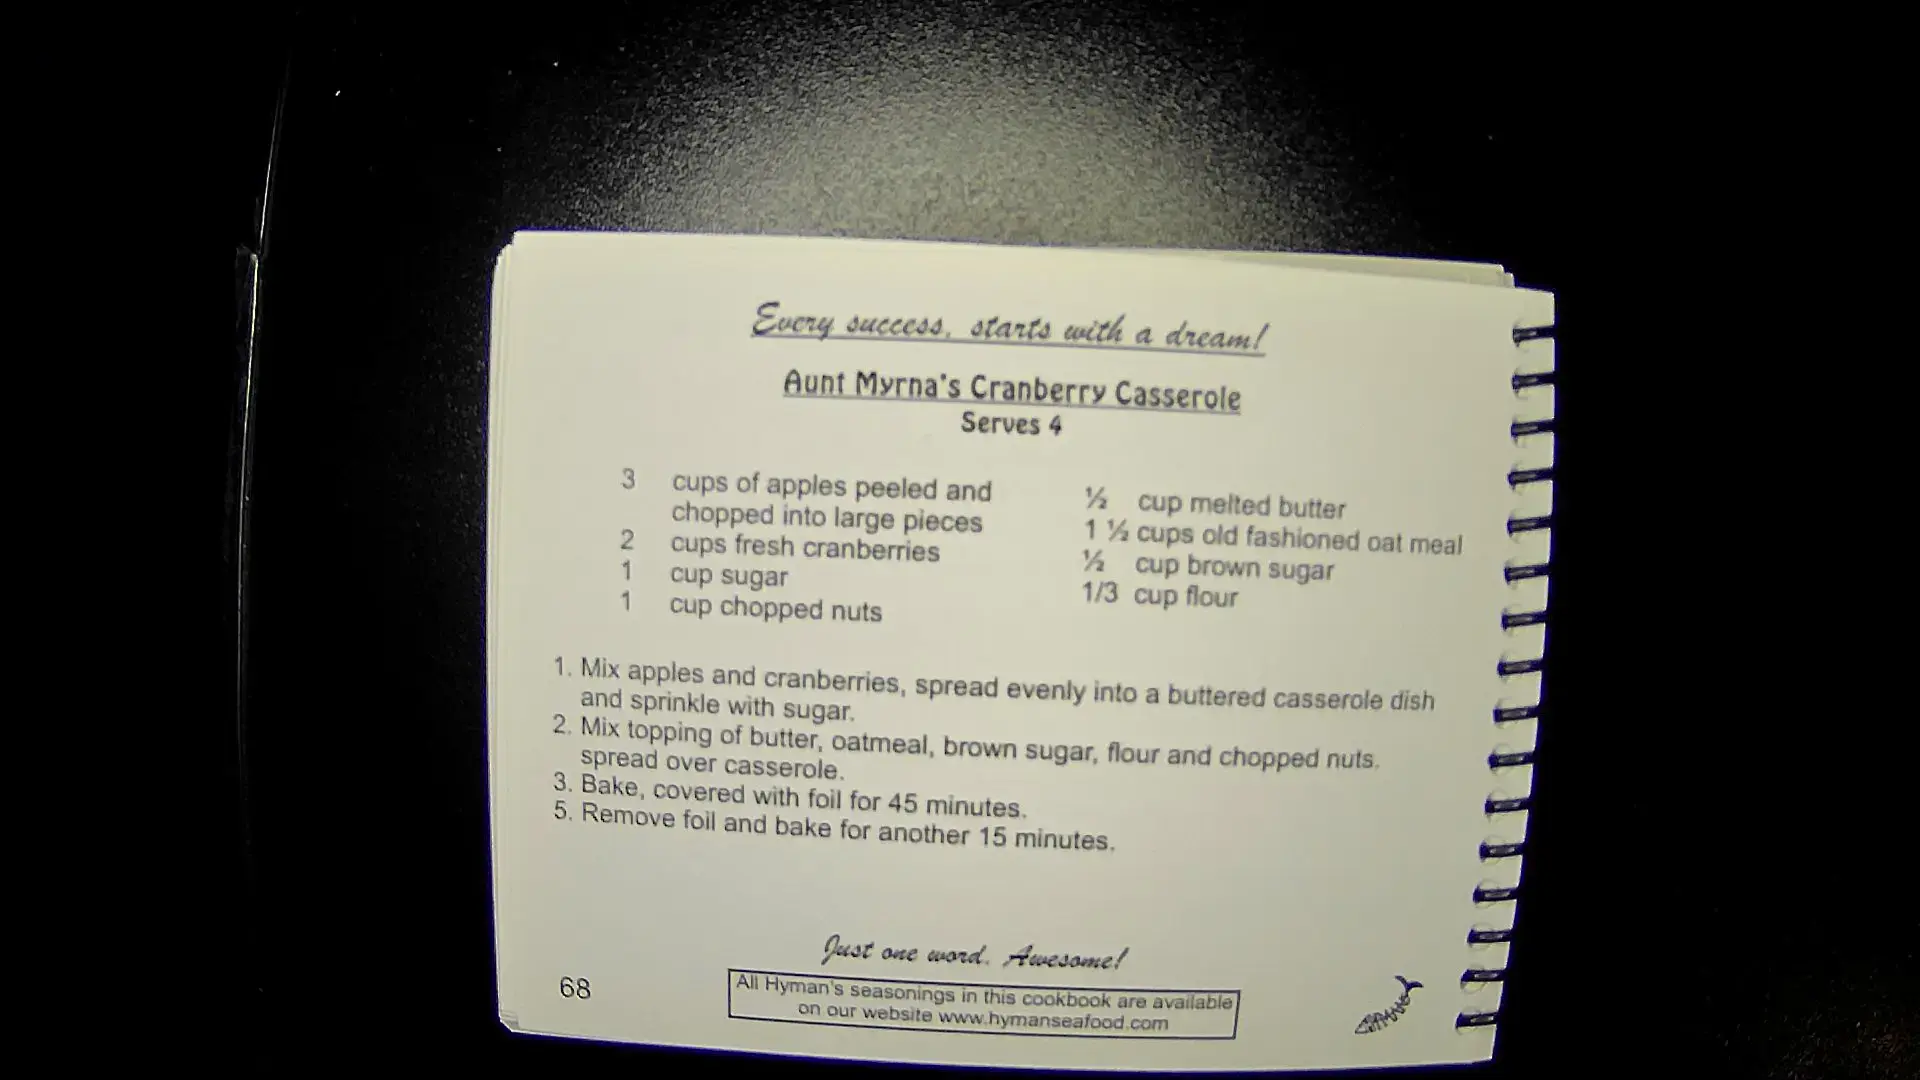 Every success, starts with a dream!
Aunt Myrna's Cranberry Casserole
Serves 4
3 cups of apples peeled and
chopped into large pieces
2 cups fresh cranberries
1 cup sugar
1 cup chopped nuts
½ cup melted butter
1 ½ cups old fashioned oat meal
½ cup brown sugar
1/3 cup flour
1. Mix apples and cranberries, spread evenly into a buttered casserole dish
and sprinkle with sugar.
2. Mix topping of butter, oatmeal, brown sugar, flour and chopped nuts.
spread over casserole.
3. Bake, covered with foil for 45 minutes.
5. Remove foil and bake for another 15 minutes.
Just one word. Awesome!
68
All Hyman's seasonings in this cookbook are available
on our website www.hymanseafood.com